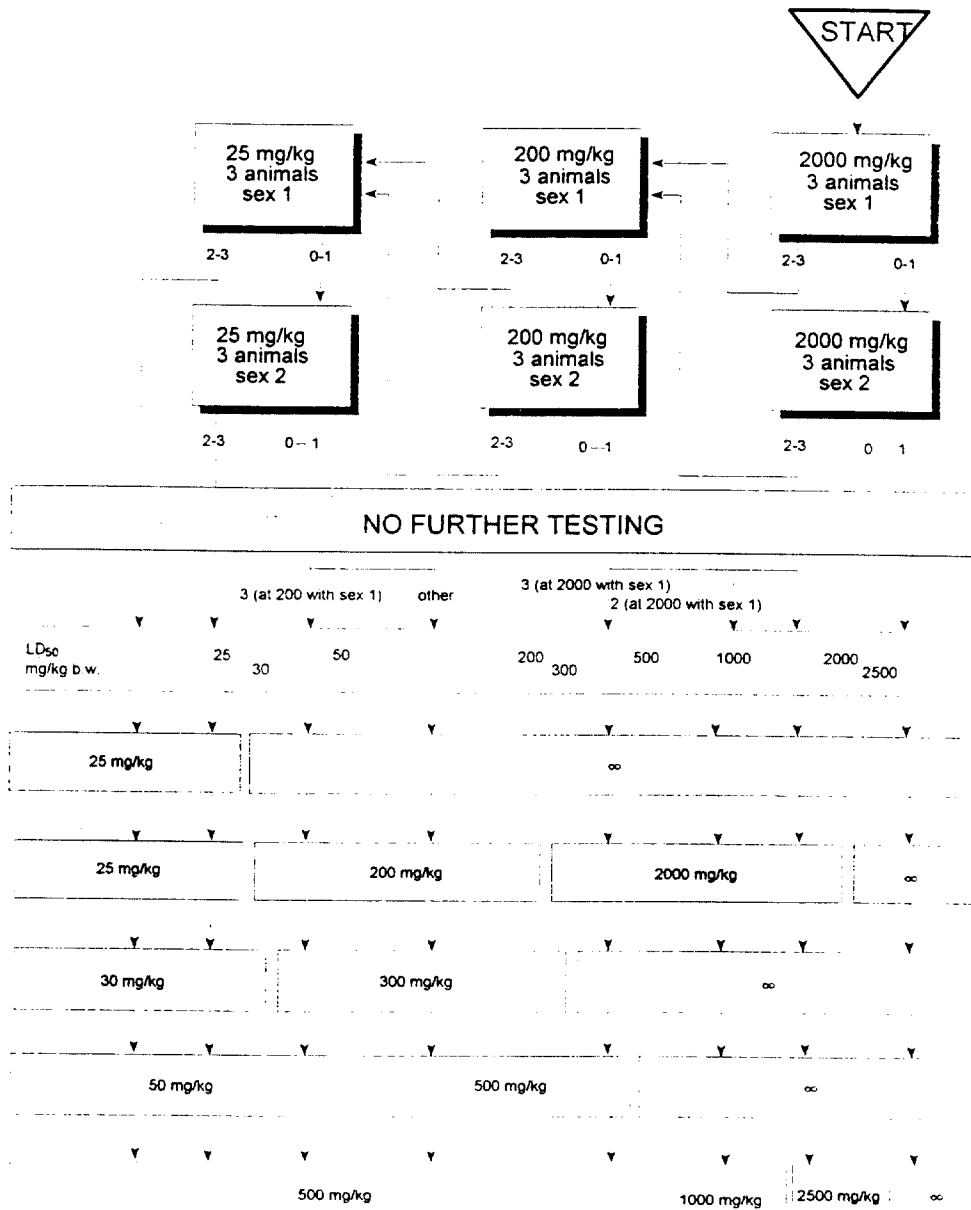 START
25 mg/kg
3 animals
sex 1
200 mg/kg
3 animals
sex 1
2000 mg/kg
3 animals
sex 1
2-3 0-1 2-3 0-1 2-3 0-1
25 mg/kg
3 animals
sex 2
200 mg/kg
3 animals
sex 2
2000 mg/kg
3 animals
sex 2
2-3 0-1 2-3 0-1 2-3 0 1
NO FURTHER TESTING
3 (at 200 with sex 1) other 3 (at 2000 with sex 1)
2 (at 2000 with sex 1)
LD50 25 50 200 500 1000 2000
mg/kg b.w. 30 300 2500
25 mg/kg ∞
25 mg/kg 200 mg/kg 2000 mg/kg ∞
30 mg/kg 300 mg/kg ∞
50 mg/kg 500 mg/kg ∞
500 mg/kg 1000 mg/kg 2500 mg/kg ∞